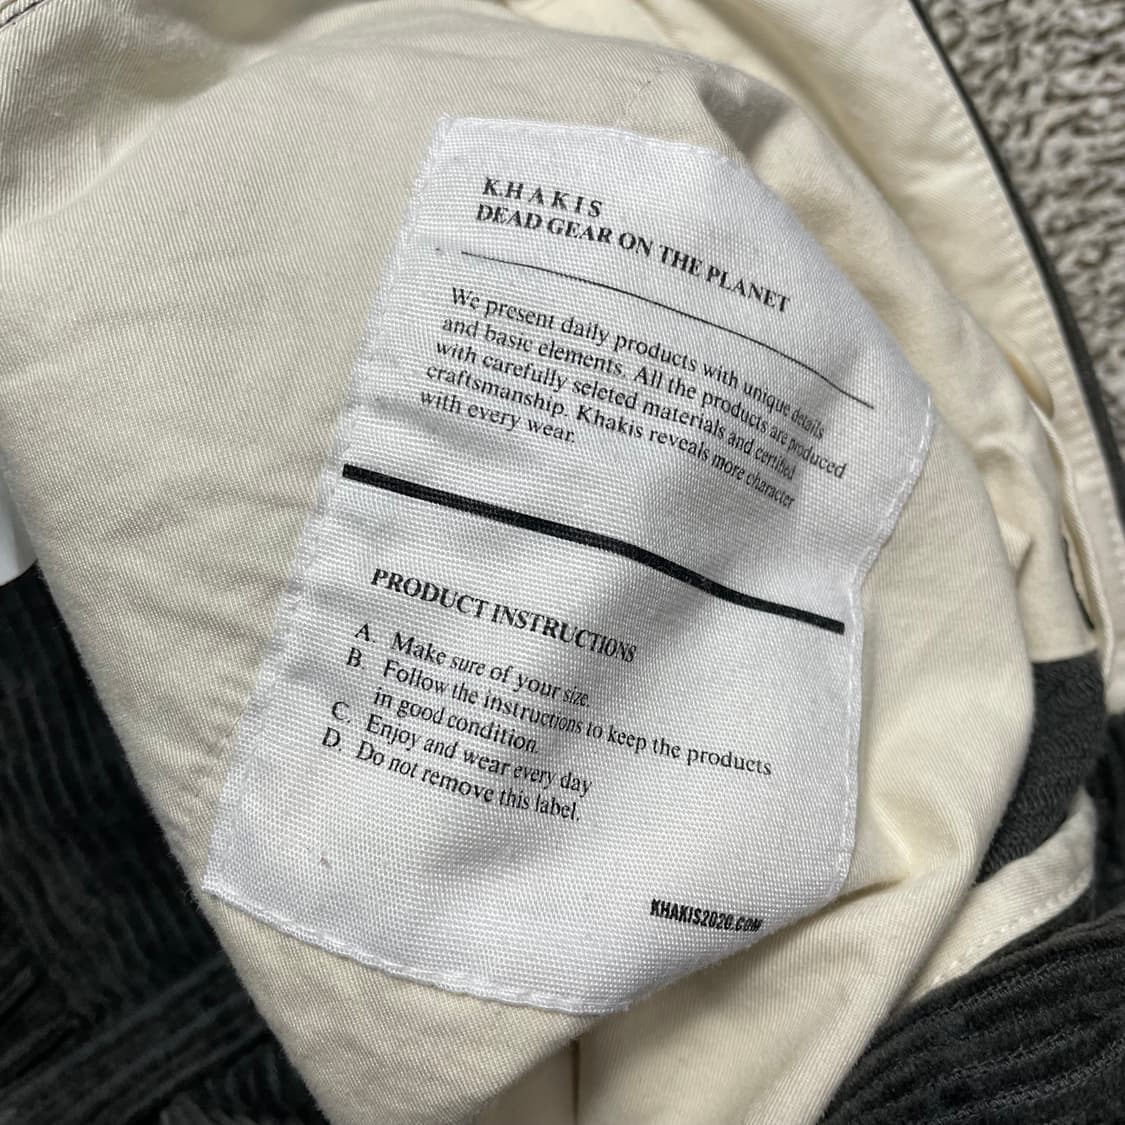 K.HAKIS
DEAD GEAR ON THE PLANET
We present daily products with unique details
and basic elements. All the products are produced
with carefully seleted materials and certified
craftsmanship. Khakis reveals more character
with every wear.
PRODUCT INSTRUCTIONS
A. Make sure of your size.
B. Follow the instructions to keep the products
in good condition.
C. Enjoy and wear every day
D. Do not remove this label.
KHAKIS2020.COM